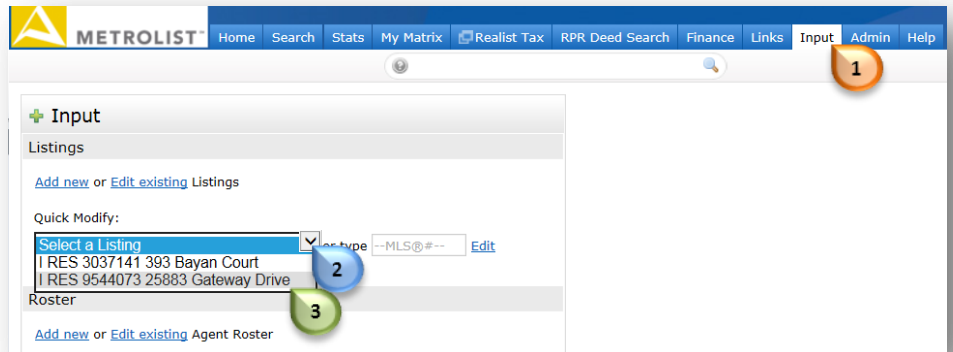 METROLIST™ Home Search Stats My Matrix Realist Tax RPR Deed Search Finance Links Input Admin Help
1
Input
Listings
Add new or Edit existing Listings
Quick Modify:
Select a Listing or type --MLS®#-- Edit
I RES 3037141 393 Bayan Court
2
I RES 9544073 25883 Gateway Drive
Roster
3
Add new or Edit existing Agent Roster